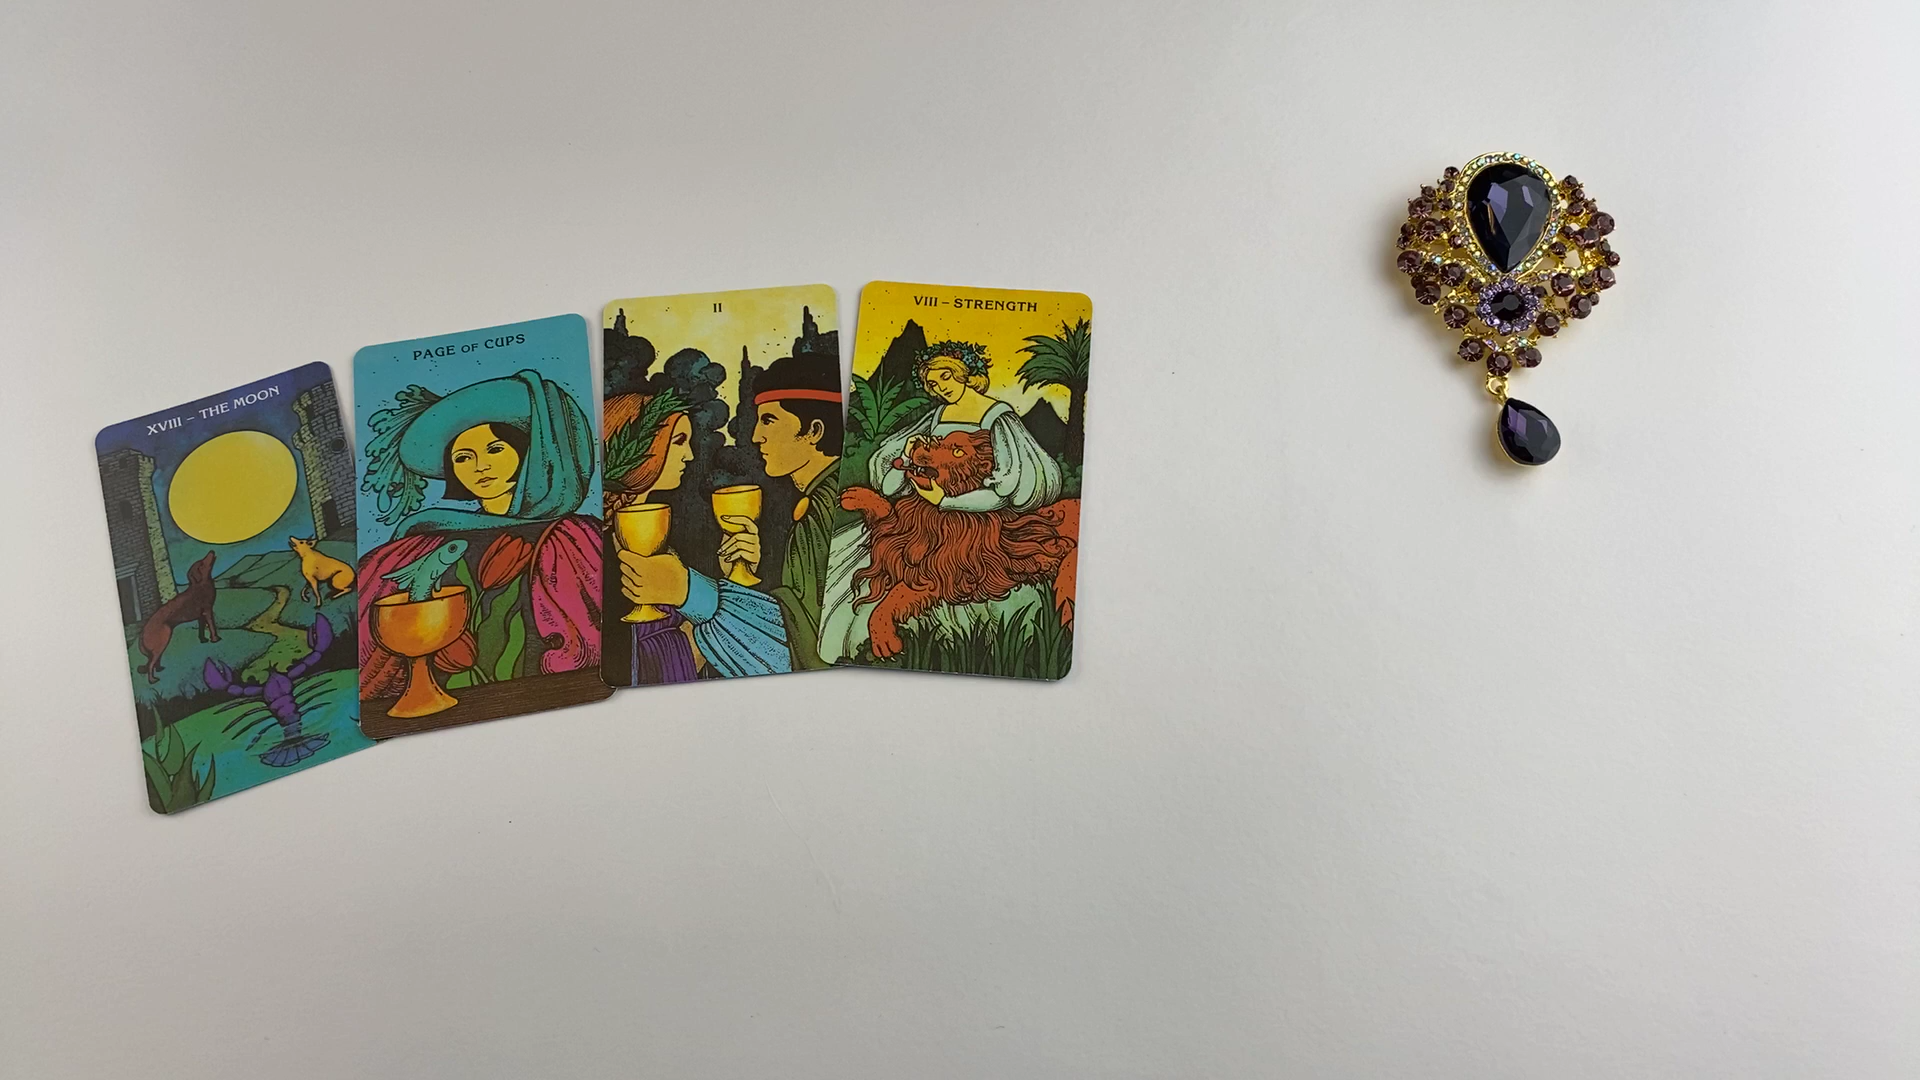 XVIII – THE MOON
PAGE OF CUPS
II
VIII – STRENGTH